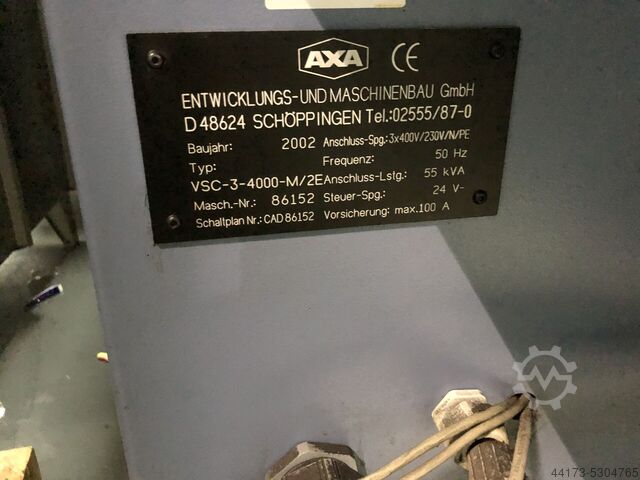 AXA CE
ENTWICKLUNGS-UND MASCHINENBAU GmbH
D 48624 SCHÖPPINGEN Tel.:02555/87-0
Baujahr: 2002 Anschluss-Spg.:3x400V/230V/N/PE
Typ: Frequenz: 50 Hz
VSC-3-4000-M/2E Anschluss-Lstg.: 55 kVA
Masch.-Nr.: 86152 Steuer-Spg.: 24 V-
Schaltplan Nr.: CAD 86152 Vorsicherung: max.100 A
44173-5304765